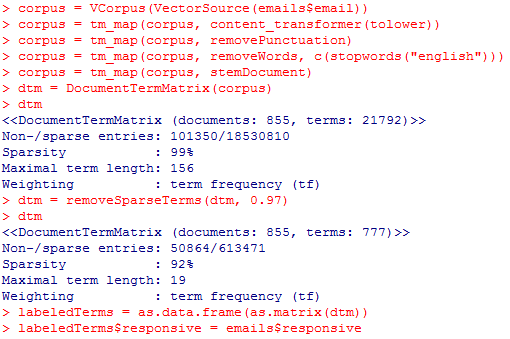 > corpus = VCorpus(VectorSource(emails$email))
> corpus = tm_map(corpus, content_transformer(tolower))
> corpus = tm_map(corpus, removePunctuation)
> corpus = tm_map(corpus, removeWords, c(stopwords("english")))
> corpus = tm_map(corpus, stemDocument)
> dtm = DocumentTermMatrix(corpus)
> dtm
<<DocumentTermMatrix (documents: 855, terms: 21792)>>
Non-/sparse entries: 101350/18530810
Sparsity           : 99%
Maximal term length: 156
Weighting          : term frequency (tf)
> dtm = removeSparseTerms(dtm, 0.97)
> dtm
<<DocumentTermMatrix (documents: 855, terms: 777)>>
Non-/sparse entries: 50864/613471
Sparsity           : 92%
Maximal term length: 19
Weighting          : term frequency (tf)
> labeledTerms = as.data.frame(as.matrix(dtm))
> labeledTerms$responsive = emails$responsive